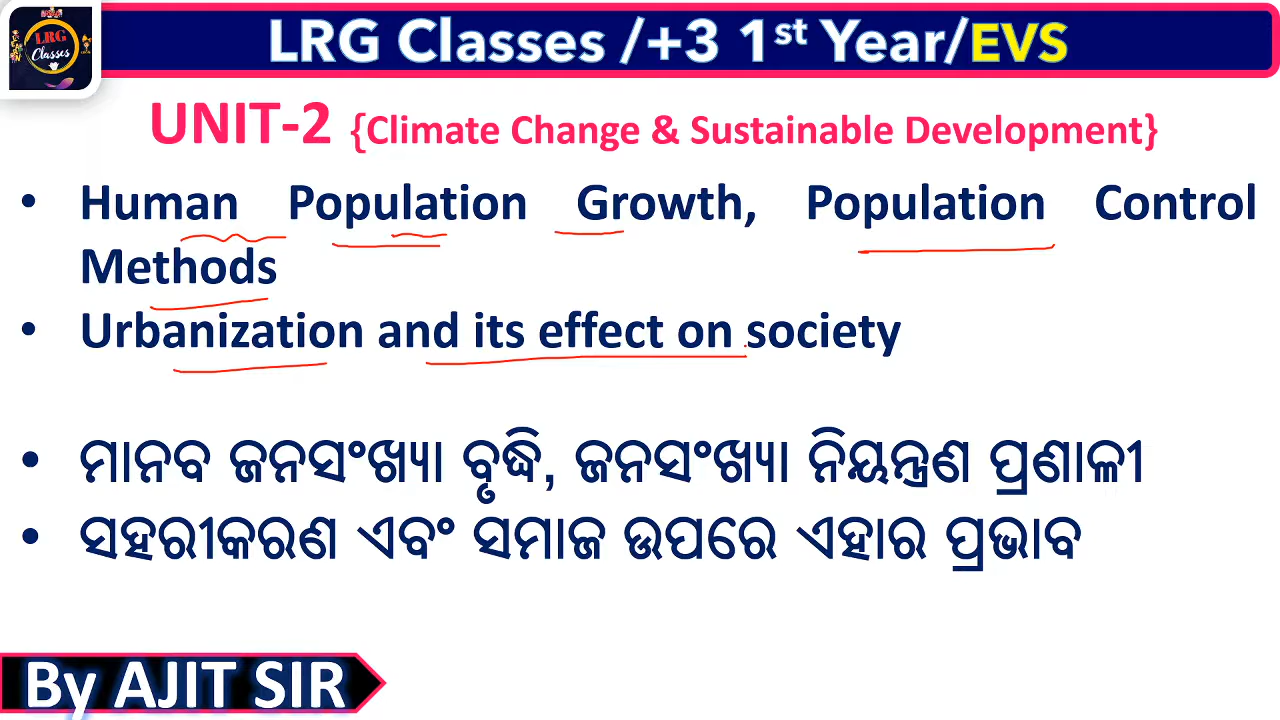 LRG
Classes
LRG Classes /+3 1st Year/EVS
UNIT-2 {Climate Change & Sustainable Development}
• Human Population Growth, Population Control
Methods
• Urbanization and its effect on society
• ମାନବ ଜନସଂଖ୍ୟା ବୃଦ୍ଧି, ଜନସଂଖ୍ୟା ନିୟନ୍ତ୍ରଣ ପ୍ରଣାଳୀ
• ସହରୀକରଣ ଏବଂ ସମାଜ ଉପରେ ଏହାର ପ୍ରଭାବ
By AJIT SIR